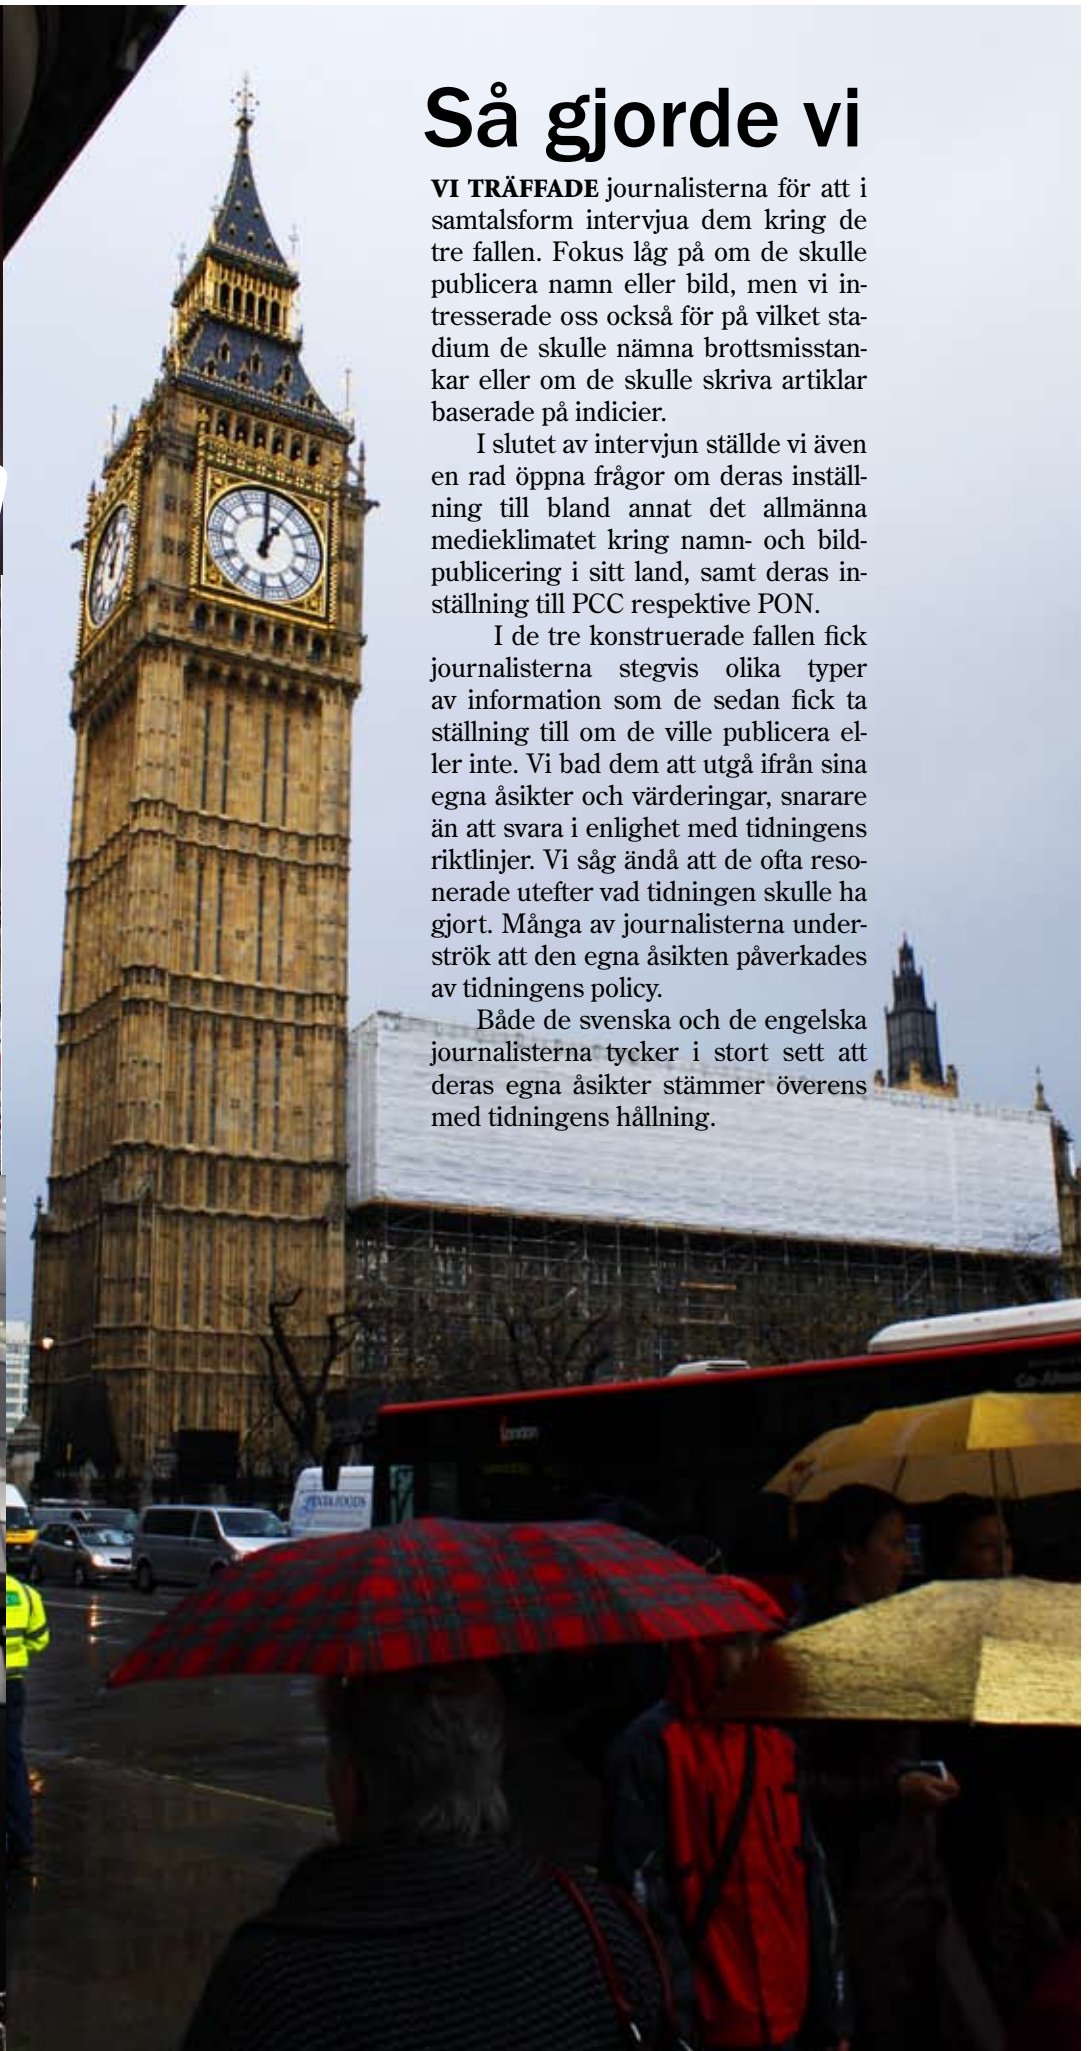 Så gjorde vi
VI TRÄFFADE journalisterna för att i
samtalsform intervjua dem kring de
tre fallen. Fokus låg på om de skulle
publicera namn eller bild, men vi in-
tresserade oss också för på vilket sta-
dium de skulle nämna brottsmisstan-
kar eller om de skulle skriva artiklar
baserade på indicier.
I slutet av intervjun ställde vi även
en rad öppna frågor om deras inställ-
ning till bland annat det allmänna
medieklimatet kring namn- och bild-
publicering i sitt land, samt deras in-
ställning till PCC respektive PON.
I de tre konstruerade fallen fick
journalisterna stegvis olika typer
av information som de sedan fick ta
ställning till om de ville publicera el-
ler inte. Vi bad dem att utgå ifrån sina
egna åsikter och värderingar, snarare
än att svara i enlighet med tidningens
riktlinjer. Vi såg ändå att de ofta reso-
nerade utefter vad tidningen skulle ha
gjort. Många av journalisterna under-
strök att den egna åsikten påverkades
av tidningens policy.
Både de svenska och de engelska
journalisterna tycker i stort sett att
deras egna åsikter stämmer överens
med tidningens hållning.
London
FOODS